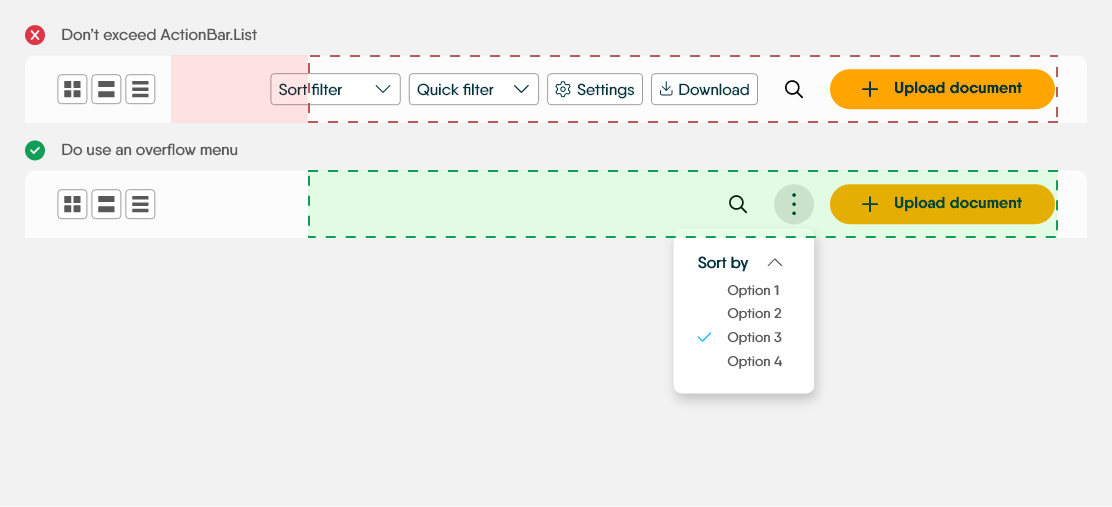 Don't exceed ActionBar.List
Sort filter Quick filter Settings Download Upload document
Do use an overflow menu
Upload document
Sort by
Option 1
Option 2
Option 3
Option 4